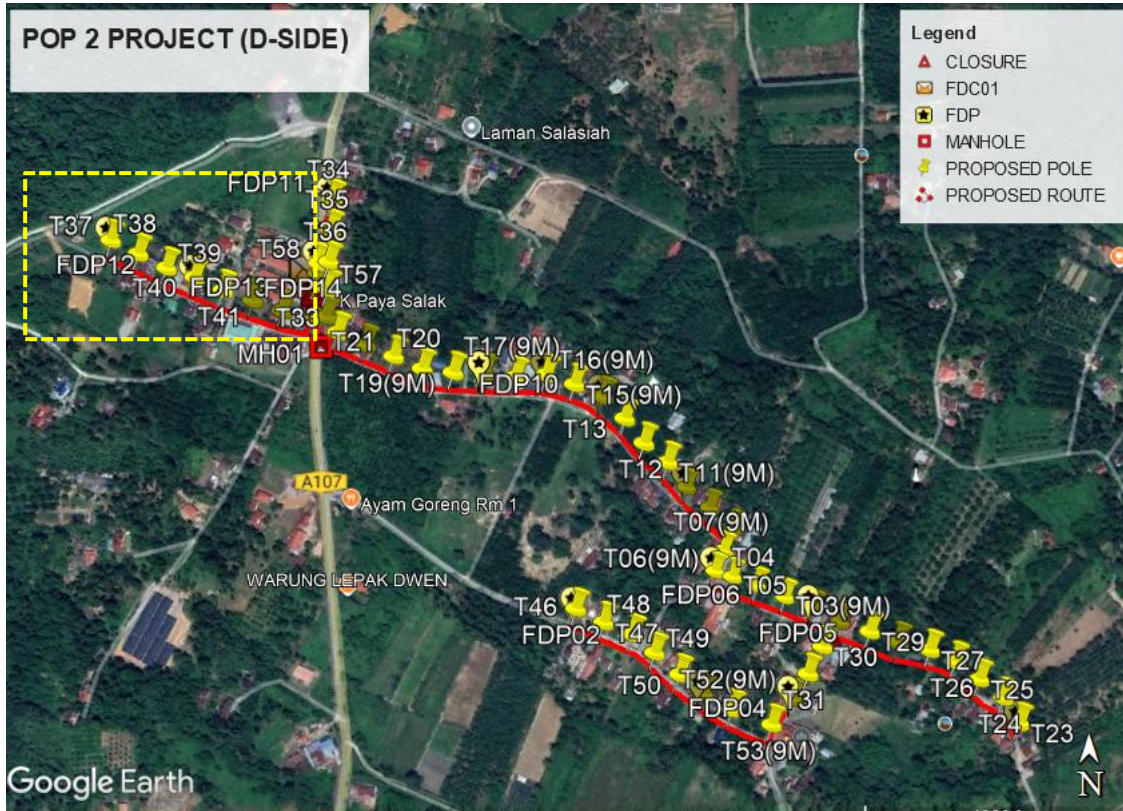 POP 2 PROJECT (D-SIDE)
Legend
CLOSURE
FDC01
FDP
MANHOLE
PROPOSED POLE
PROPOSED ROUTE
Laman Salasiah
T34
FDP11
T35
T36
T37
T38
T58
T39
FDP12
T57
T40
FDP13
FDP14
K Paya Salak
T41
T33
MH01
T21
T20
T17(9M)
T16(9M)
T19(9M)
FDP10
T15(9M)
T13
T12
T11(9M)
A107
Ayam Goreng Rm 1
T07(9M)
T06(9M)
T04
WARUNG LEPAK DWEN
T05
FDP06
T03(9M)
T46
T48
FDP02
T47
T49
FDP05
T29
T30
T27
T50
T52(9M)
T31
T26
T25
FDP04
T24
T23
T53(9M)
Google Earth
N